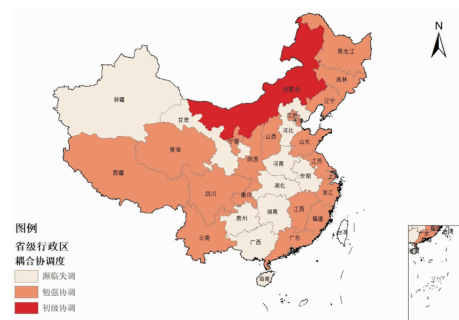 N
黑龙江
吉林
辽宁
内蒙古
新疆
甘肃
北京
河北
山西
宁夏
山东
青海
陕西
河南
江苏
西藏
安徽
上海
四川
湖北
重庆
浙江
江西
湖南
贵州
福建
云南
台湾
广西
广东
海南
图例
省级行政区
耦合协调度
濒临失调
勉强协调
初级协调